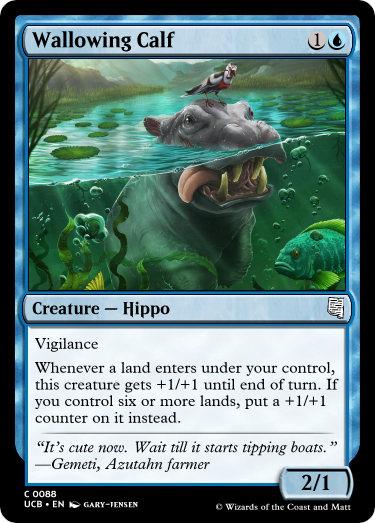 Wallowing Calf 1
Creature — Hippo
Vigilance
Whenever a land enters under your control,
this creature gets +1/+1 until end of turn. If
you control six or more lands, put a +1/+1
counter on it instead.
“It’s cute now. Wait till it starts tipping boats.”
—Gemeti, Azutahn farmer
2/1
C 0088
UCB • EN GARY-JENSEN
© Wizards of the Coast and Matt